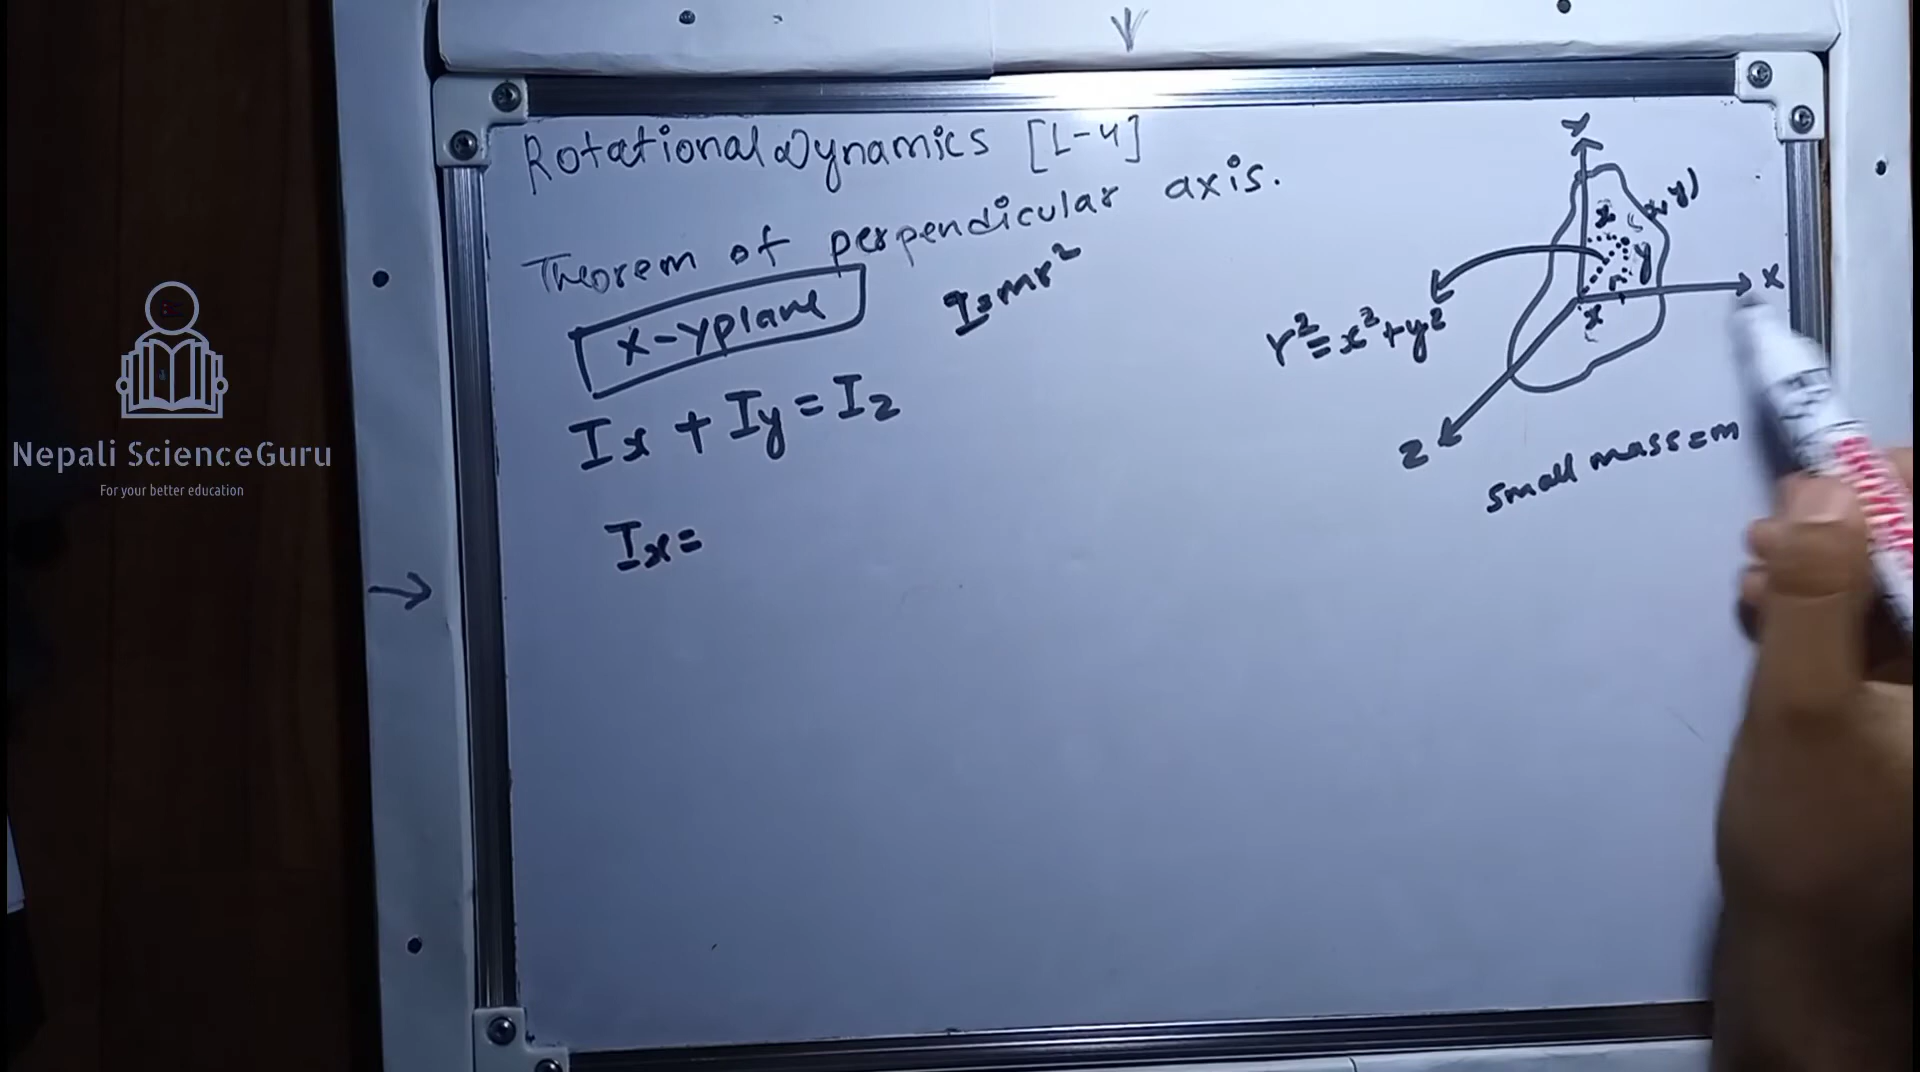 Rotational Dynamics [L-4]
Theorem of perpendicular axis.
x-y plane
I=mr²
Ix + Iy = Iz
Ix =
Y
x
(x, y)
y
X
x
r² = x² + y²
Z
small mass = m
Nepali ScienceGuru
For your better education